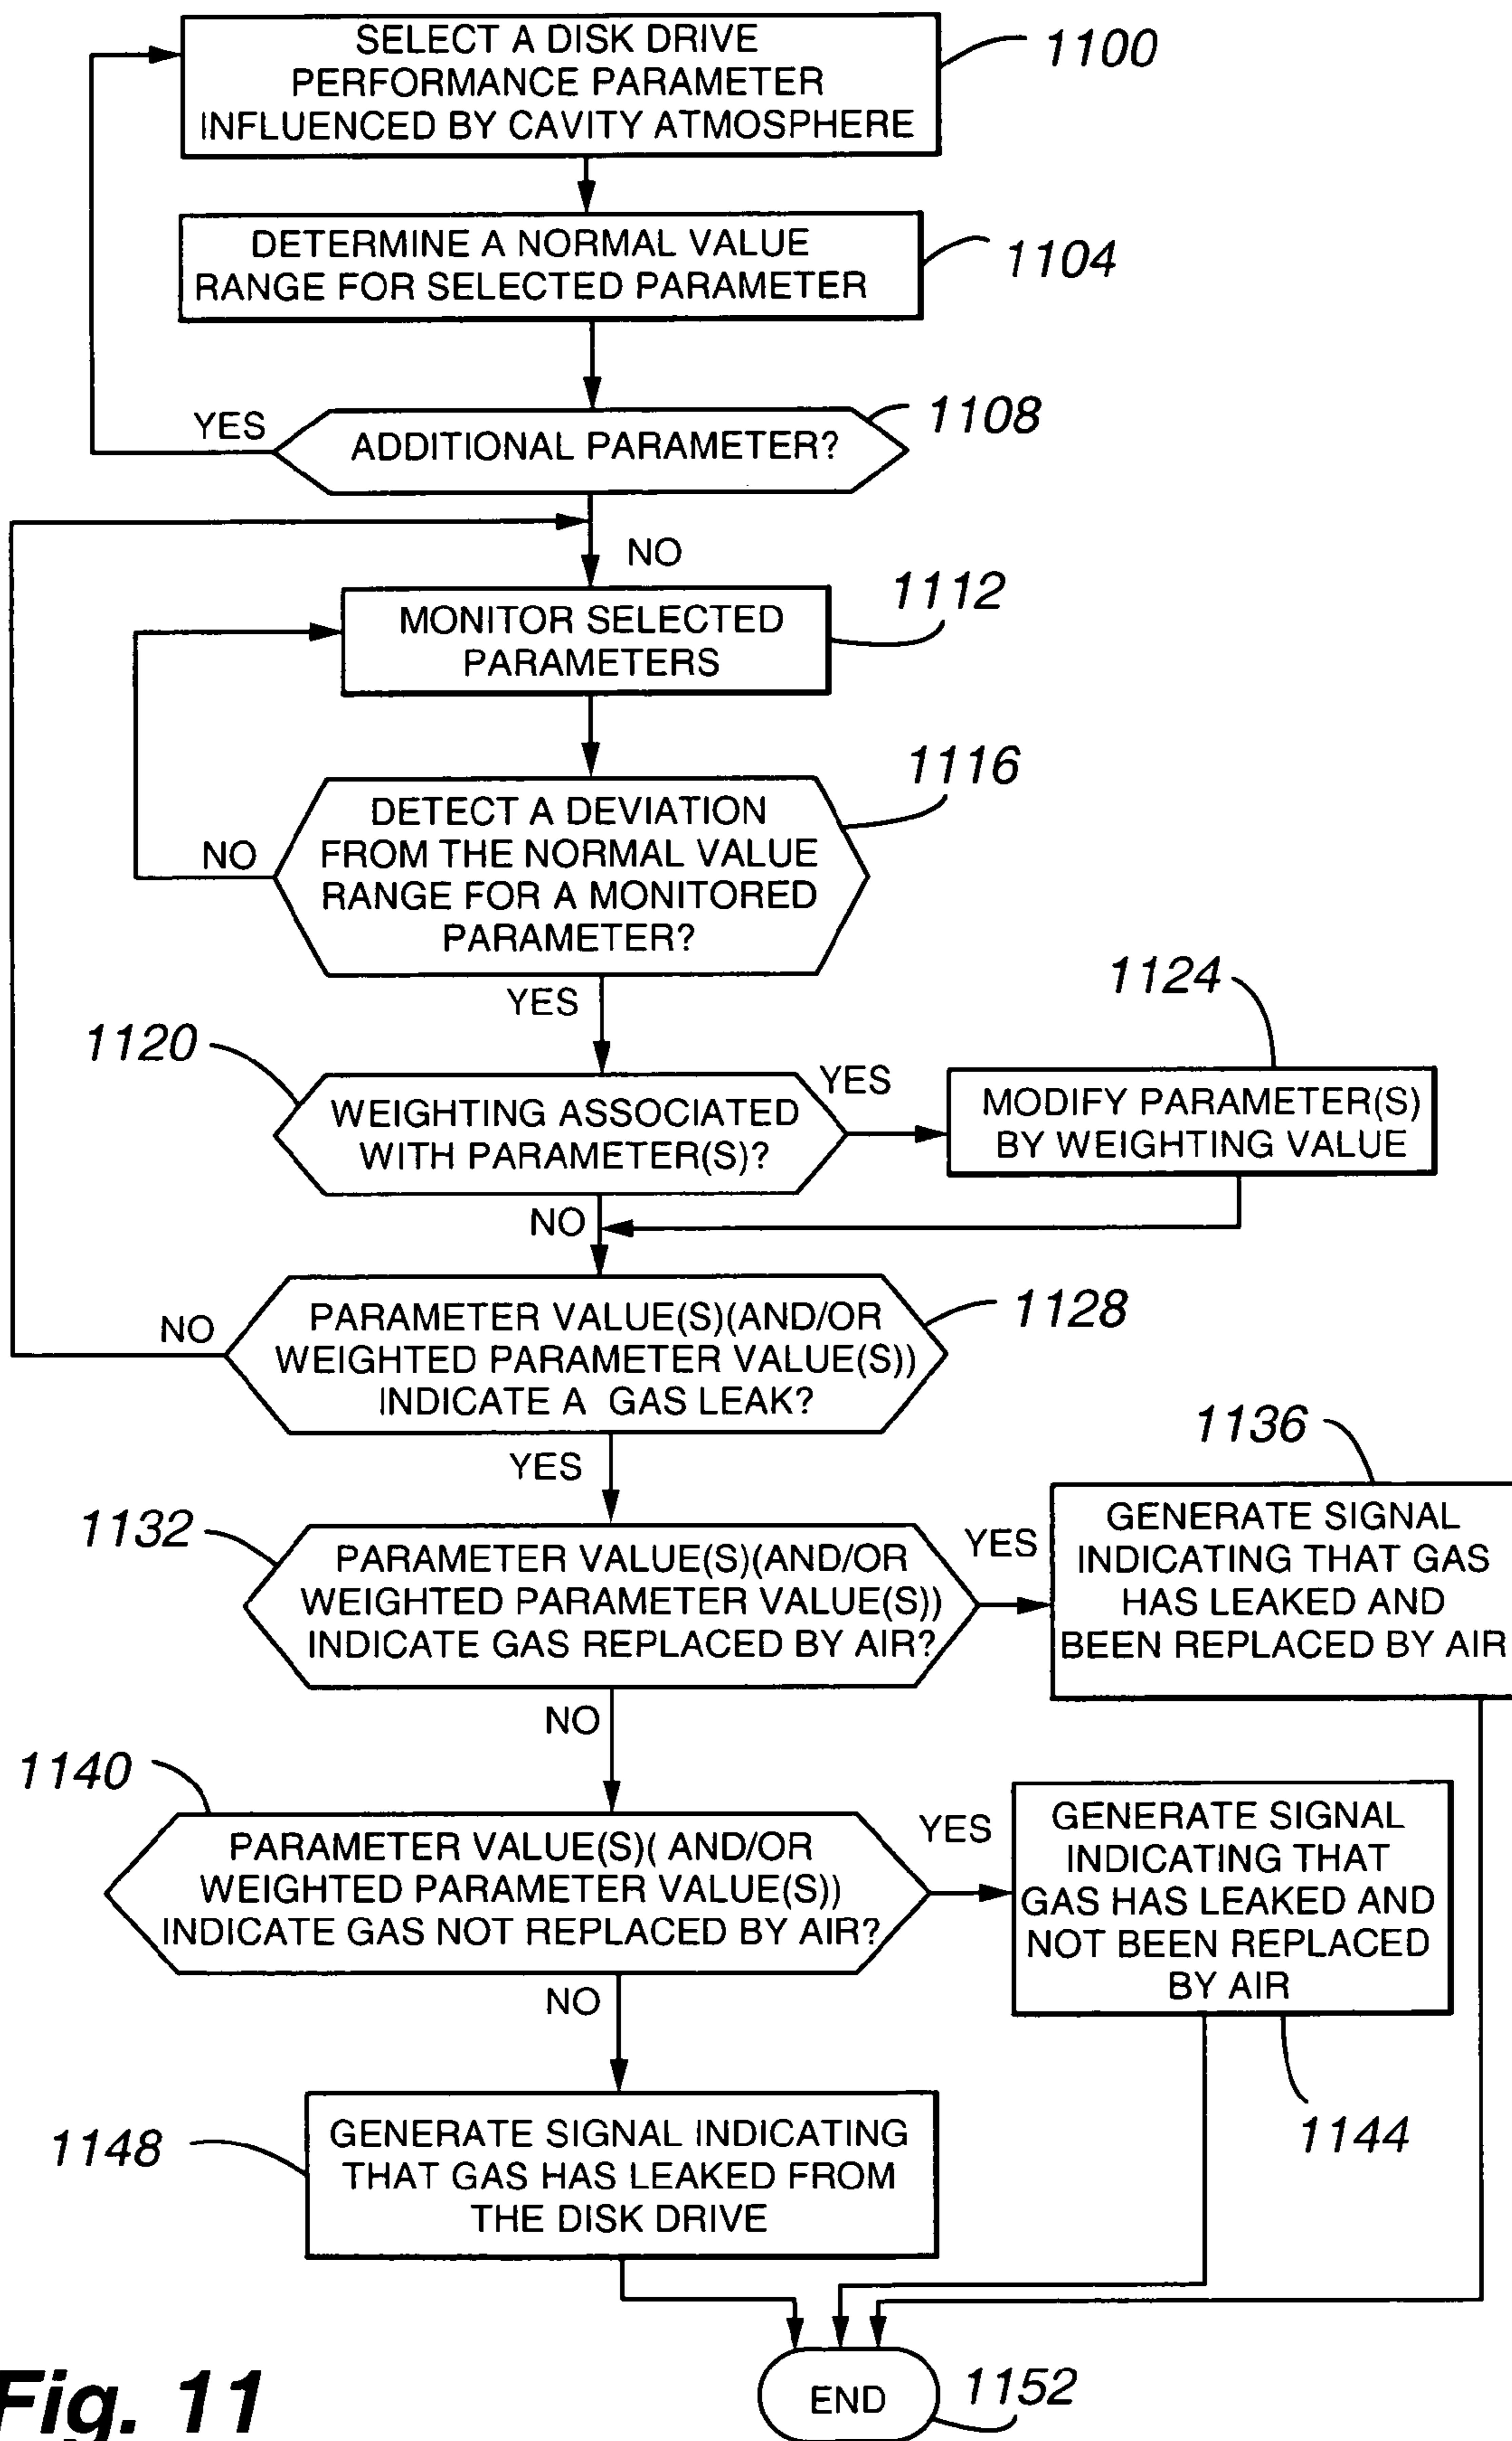 SELECT A DISK DRIVE
PERFORMANCE PARAMETER
INFLUENCED BY CAVITY ATMOSPHERE
1100
DETERMINE A NORMAL VALUE
RANGE FOR SELECTED PARAMETER
1104
YES
ADDITIONAL PARAMETER?
1108
NO
MONITOR SELECTED
PARAMETERS
1112
DETECT A DEVIATION
FROM THE NORMAL VALUE
RANGE FOR A MONITORED
PARAMETER?
1116
NO
YES
1120
WEIGHTING ASSOCIATED
WITH PARAMETER(S)?
YES
1124
MODIFY PARAMETER(S)
BY WEIGHTING VALUE
NO
PARAMETER VALUE(S)(AND/OR
WEIGHTED PARAMETER VALUE(S))
INDICATE A GAS LEAK?
1128
NO
YES
1132
PARAMETER VALUE(S)(AND/OR
WEIGHTED PARAMETER VALUE(S))
INDICATE GAS REPLACED BY AIR?
YES
1136
GENERATE SIGNAL
INDICATING THAT GAS
HAS LEAKED AND
BEEN REPLACED BY AIR
NO
1140
PARAMETER VALUE(S)( AND/OR
WEIGHTED PARAMETER VALUE(S))
INDICATE GAS NOT REPLACED BY AIR?
YES
GENERATE SIGNAL
INDICATING THAT
GAS HAS LEAKED AND
NOT BEEN REPLACED
BY AIR
1144
NO
1148
GENERATE SIGNAL INDICATING
THAT GAS HAS LEAKED FROM
THE DISK DRIVE
END
1152
Fig. 11